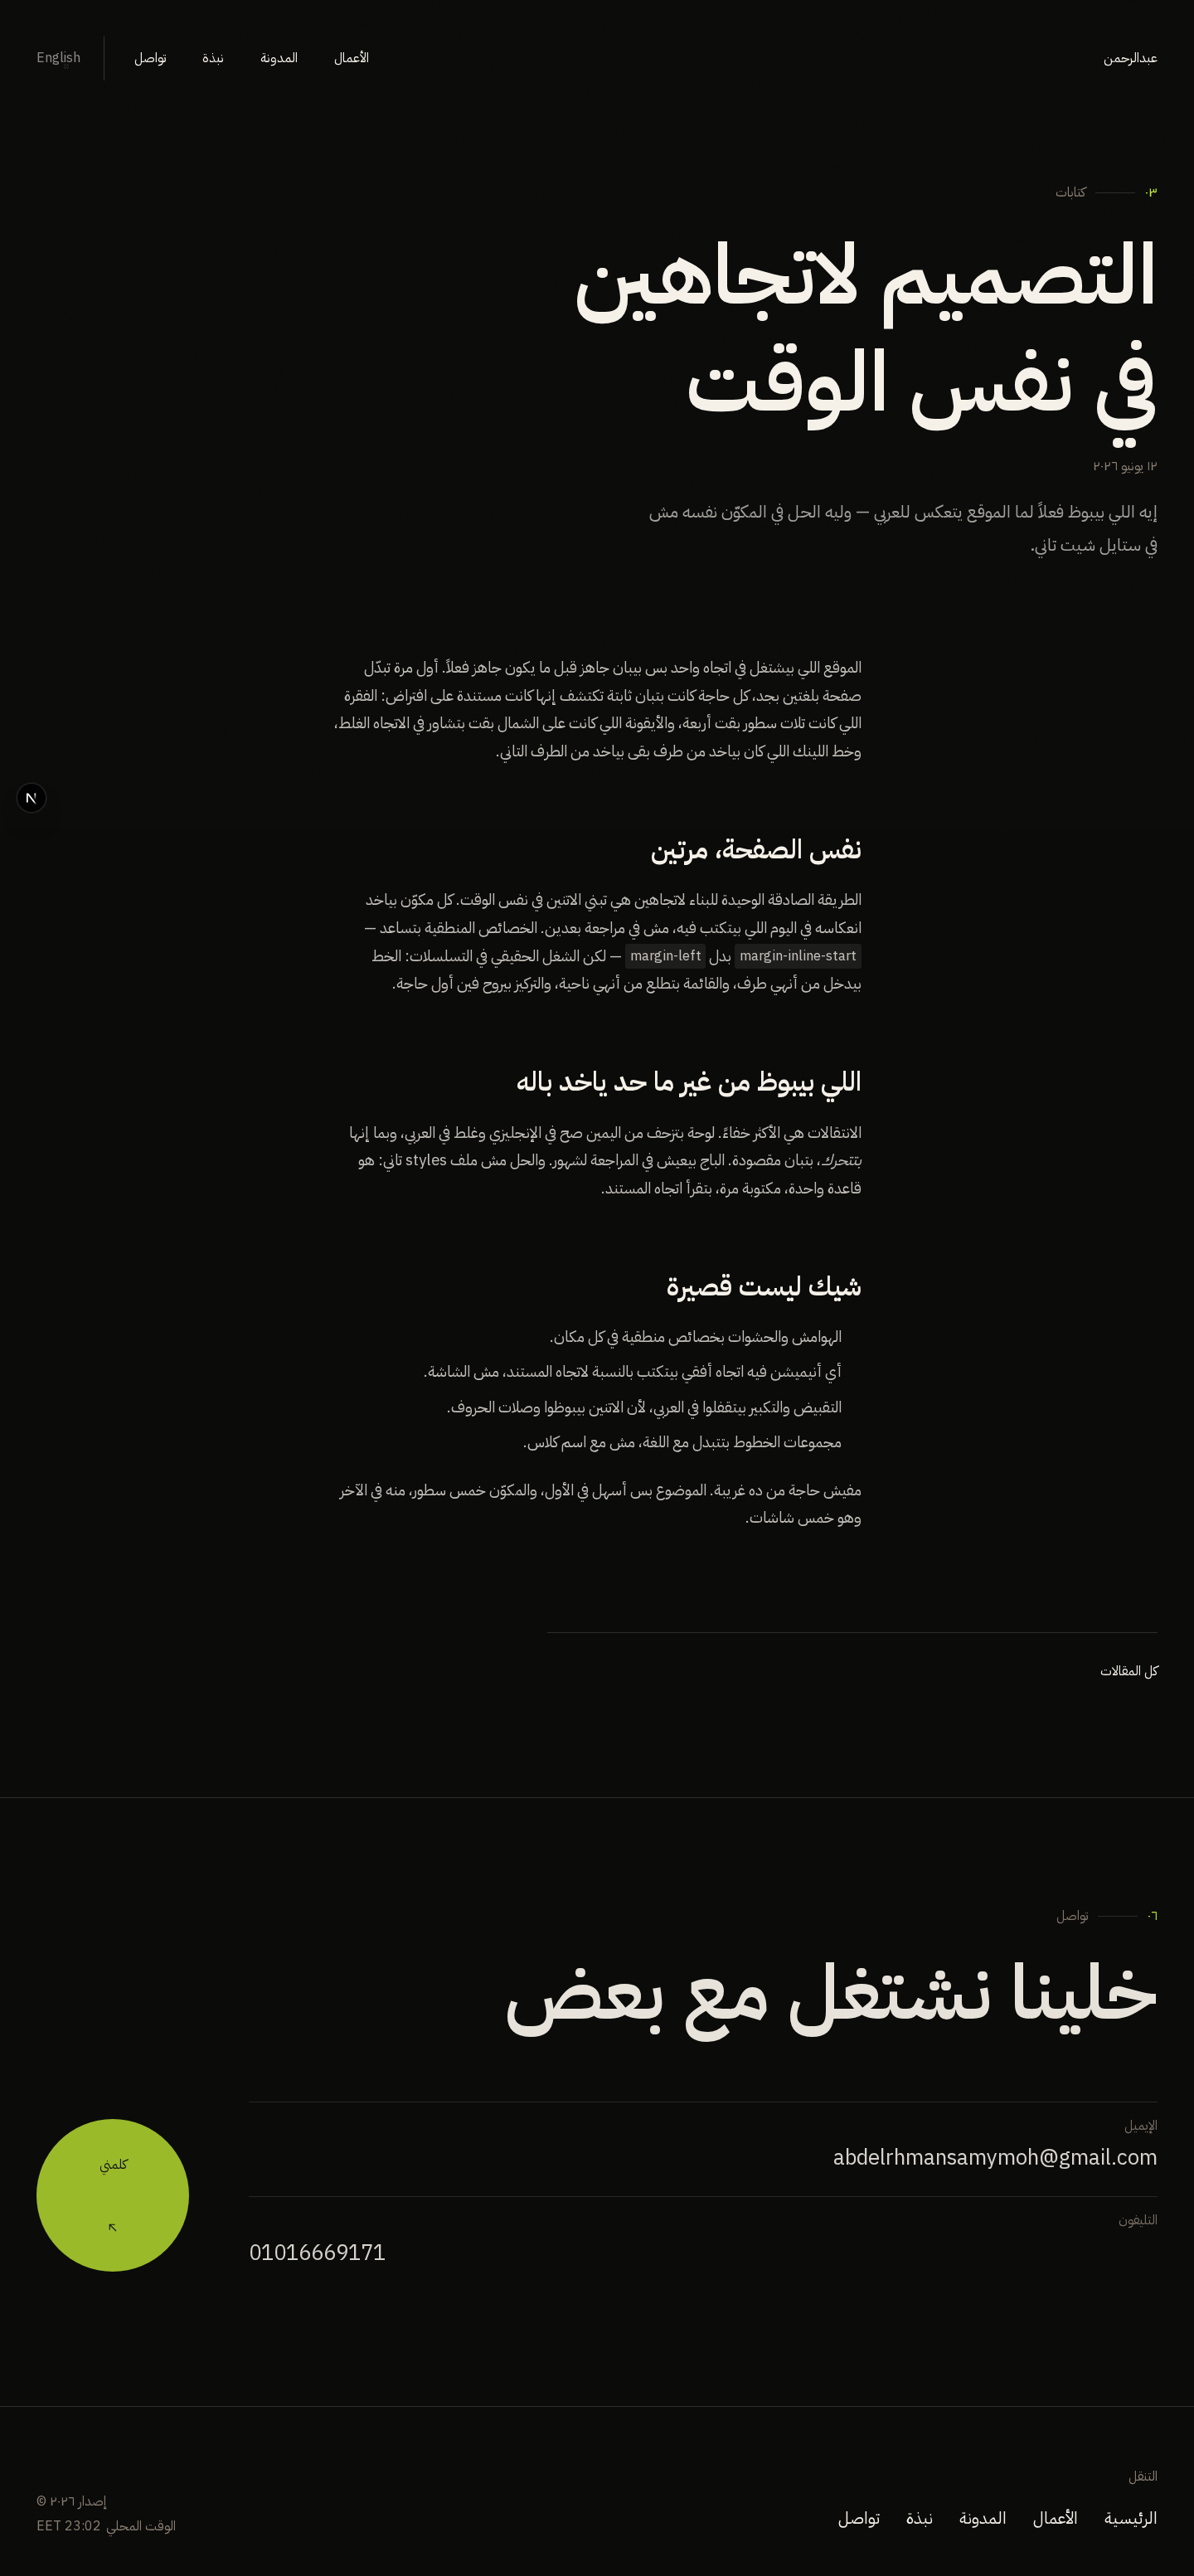 عبدالرحمن
الأعمال
المدونة
نبذة
تواصل
English
٠٣
كتابات
التصميم لاتجاهين
في نفس الوقت
١٢ يونيو ٢٠٢٦
إيه اللي بيبوظ فعلاً لما الموقع يتعكس للعربي — وليه الحل في المكوّن نفسه مش
في ستايل شيت تاني.
الموقع اللي بيشتغل في اتجاه واحد بس بيبان جاهز قبل ما يكون جاهز فعلاً. أول مرة تبدّل
صفحة بلغتين بجد، كل حاجة كانت بتبان ثابتة تكتشف إنها كانت مستندة على افتراض: الفقرة
اللي كانت تلات سطور بقت أربعة، والأيقونة اللي كانت على الشمال بقت بتشاور في الاتجاه الغلط،
وخط اللينك اللي كان بياخد من طرف بقى بياخد من الطرف التاني.
N
نفس الصفحة، مرتين
الطريقة الصادقة الوحيدة للبناء لاتجاهين هي تبني الاتنين في نفس الوقت. كل مكوّن بياخد
انعكاسه في اليوم اللي بيتكتب فيه، مش في مراجعة بعدين. الخصائص المنطقية بتساعد —
margin-inline-start بدل margin-left — لكن الشغل الحقيقي في التسلسلات: الخط
بيدخل من أنهي طرف، والقائمة بتطلع من أنهي ناحية، والتركيز بيروح فين أول حاجة.
اللي بيبوظ من غير ما حد ياخد باله
الانتقالات هي الأكثر خفاءً. لوحة بتزحف من اليمين صح في الإنجليزي وغلط في العربي، وبما إنها
بتتحرك، بتبان مقصودة. الباج بيعيش في المراجعة لشهور. والحل مش ملف styles تاني: هو
قاعدة واحدة، مكتوبة مرة، بتقرأ اتجاه المستند.
شيك ليست قصيرة
الهوامش والحشوات بخصائص منطقية في كل مكان.
أي أنيميشن فيه اتجاه أفقي بيتكتب بالنسبة لاتجاه المستند، مش الشاشة.
التقبيض والتكبير بيتقفلوا في العربي، لأن الاتنين بيبوظوا وصلات الحروف.
مجموعات الخطوط بتتبدل مع اللغة، مش مع اسم كلاس.
مفيش حاجة من ده غريبة. الموضوع بس أسهل في الأول، والمكوّن خمس سطور، منه في الآخر
وهو خمس شاشات.
كل المقالات
٠٦
تواصل
خلينا نشتغل مع بعض
الإيميل
abdelrhmansamymoh@gmail.com
التليفون
01016669171
كلمني
التنقل
الرئيسية
الأعمال
المدونة
نبذة
تواصل
إصدار ٢٠٢٦ ©
الوقت المحلي 23:02 EET